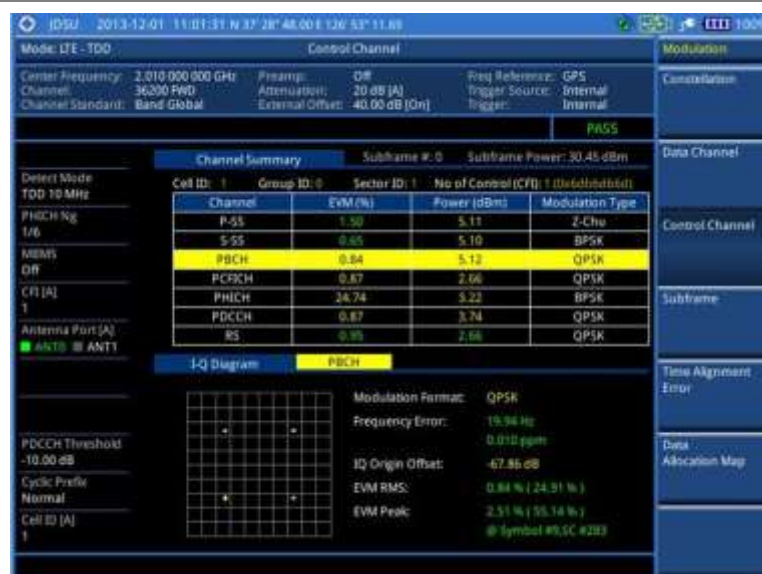 JDSU 2013-12-01 11:01:31 N 37° 28' 48.00 E 126° 53' 11.69 100%
Mode: LTE - TDD Control Channel Modulation
Center Frequency: 2.010 000 000 GHz Preamp: Off Freq Reference: GPS
Channel: 36200 FWD Attenuation: 20 dB [A] Trigger Source: Internal
Channel Standard: Band Global External Offset: 40.00 dB [On] Trigger: Internal
PASS
Channel Summary Subframe #: 0 Subframe Power: 30.45 dBm
Cell ID: 1 Group ID: 0 Sector ID: 1 No of Control (CFI): 1
Channel EVM (%) Power (dBm) Modulation Type
P-SS 1.50 5.11 Z-Chu
S-SS 0.65 5.10 BPSK
PBCH 0.84 5.12 QPSK
PCFICH 0.87 2.66 QPSK
PHICH 24.74 3.22 BPSK
PDCCH 0.87 3.74 QPSK
RS 0.95 2.66 QPSK
I-Q Diagram PBCH
Modulation Format: QPSK
Frequency Error: 19.94 Hz
0.010 ppm
IQ Origin Offset: -67.86 dB
EVM RMS: 0.84 % ( 24.91 % )
EVM Peak: 2.51 % ( 55.14 % )
@ Symbol #9,SC #283
Detect Mode
TDD 10 MHz
PHICH Ng
1/6
MBMS
Off
CFI [A]
1
Antenna Port [A]
ANT0 ANT1
PDCCH Threshold
-10.00 dB
Cyclic Prefix
Normal
Cell ID [A]
1
Constellation
Data Channel
Control Channel
Subframe
Time Alignment
Error
Data
Allocation Map